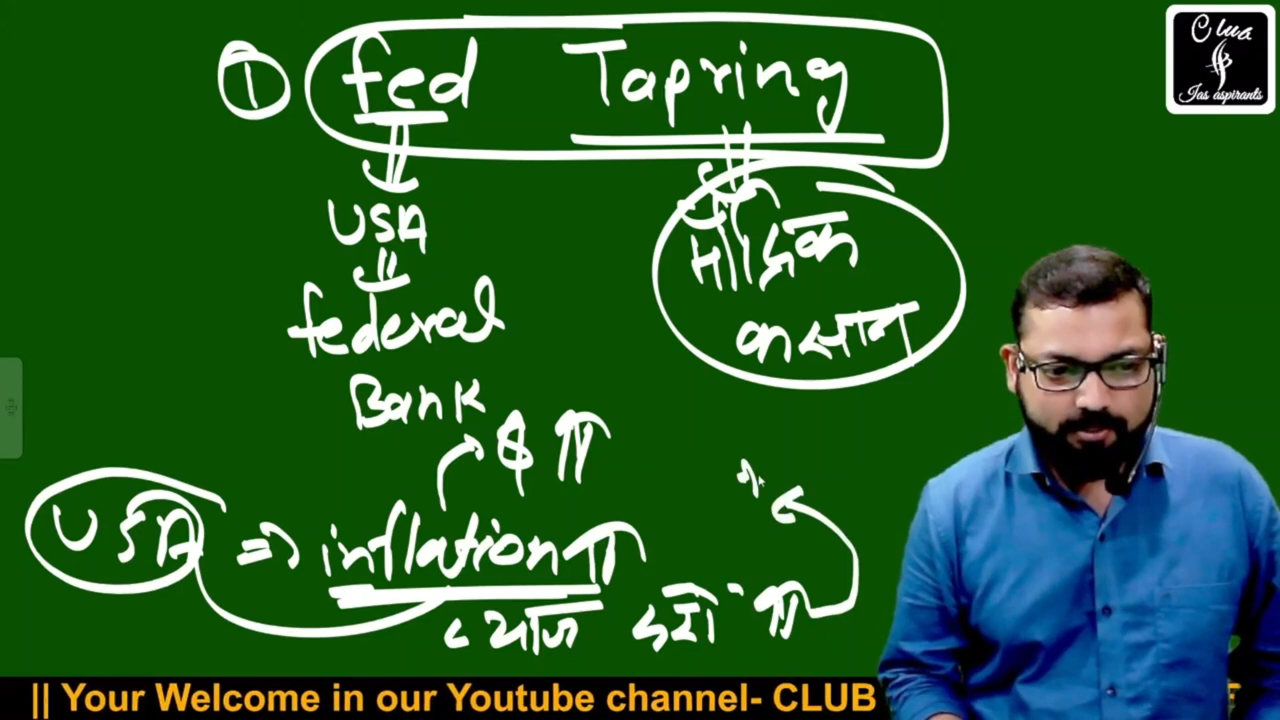 ① fed Tapring
USA
federal
Bank
मौद्रिक
$ ⇑
USA ⇒ inflation ⇑
ब्याज दरों ⇑
Club
Ias aspirants
|| Your Welcome in our Youtube channel- CLUB